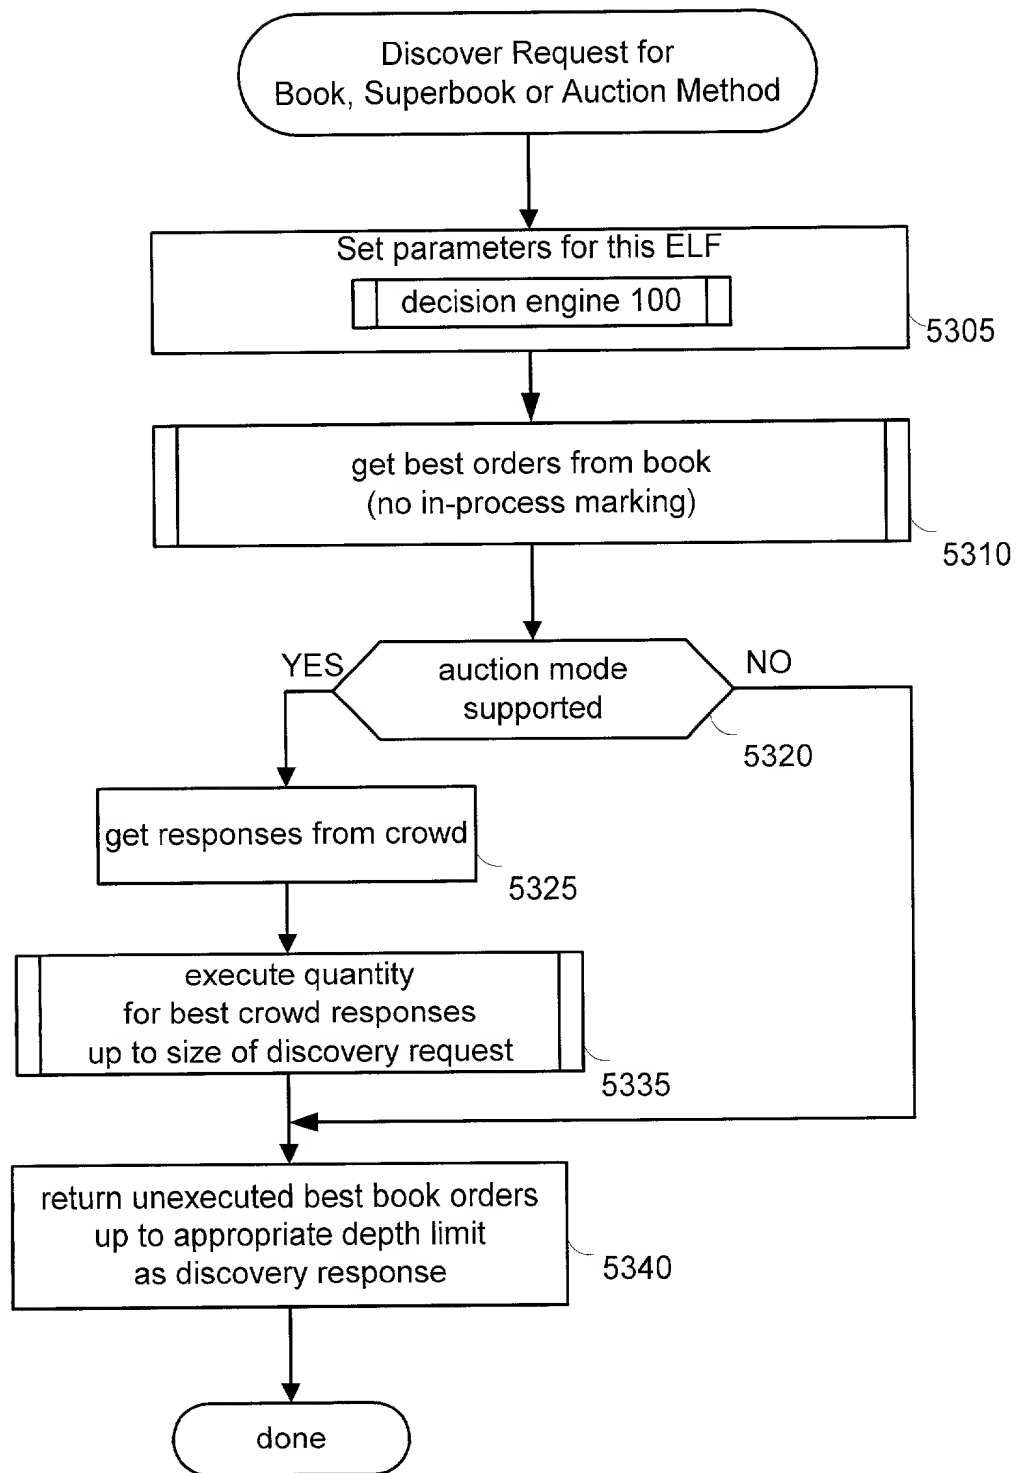 Discover Request for
Book, Superbook or Auction Method
Set parameters for this ELF
decision engine 100
5305
get best orders from book
(no in-process marking)
5310
YES
auction mode
supported
NO
5320
get responses from crowd
5325
execute quantity
for best crowd responses
up to size of discovery request
5335
return unexecuted best book orders
up to appropriate depth limit
as discovery response
5340
done